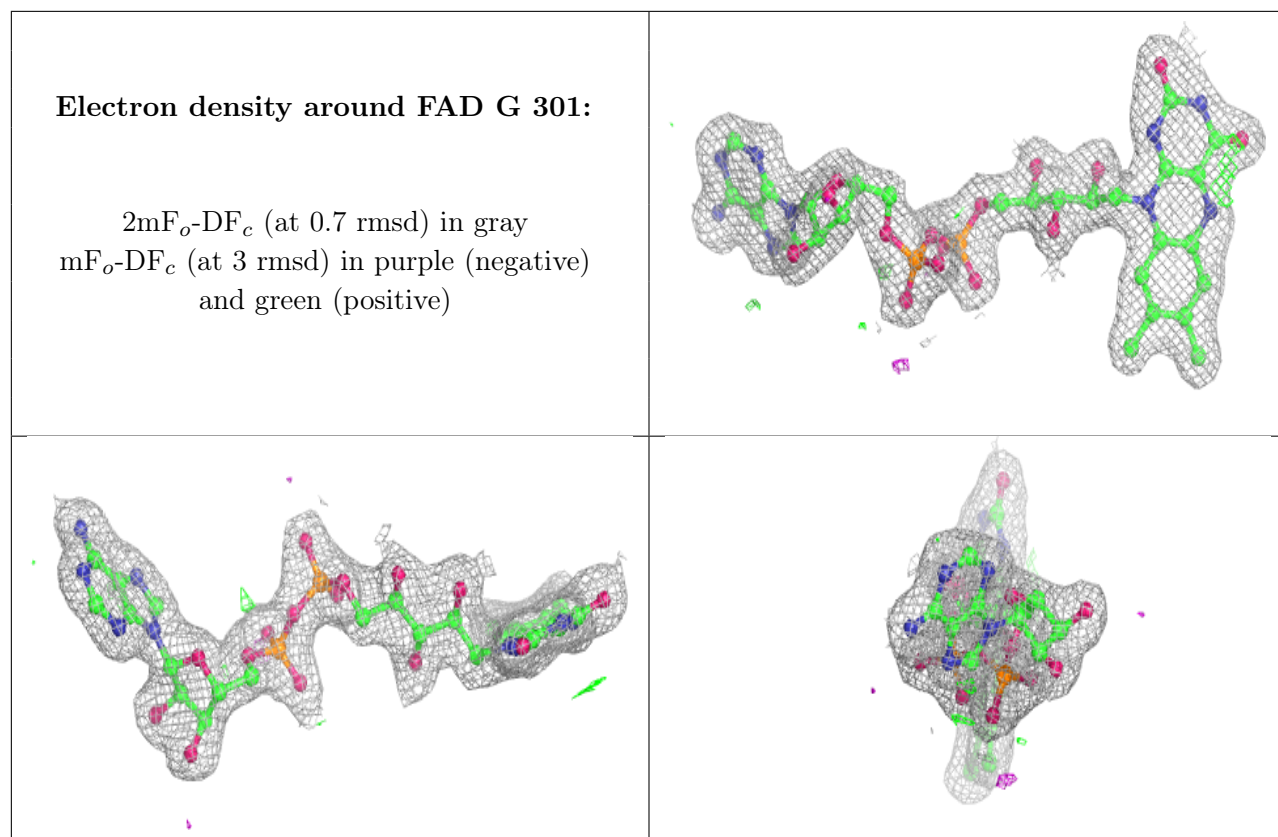 Electron density around FAD G 301:
2mFo-DFc (at 0.7 rmsd) in gray
mFo-DFc (at 3 rmsd) in purple (negative)
and green (positive)